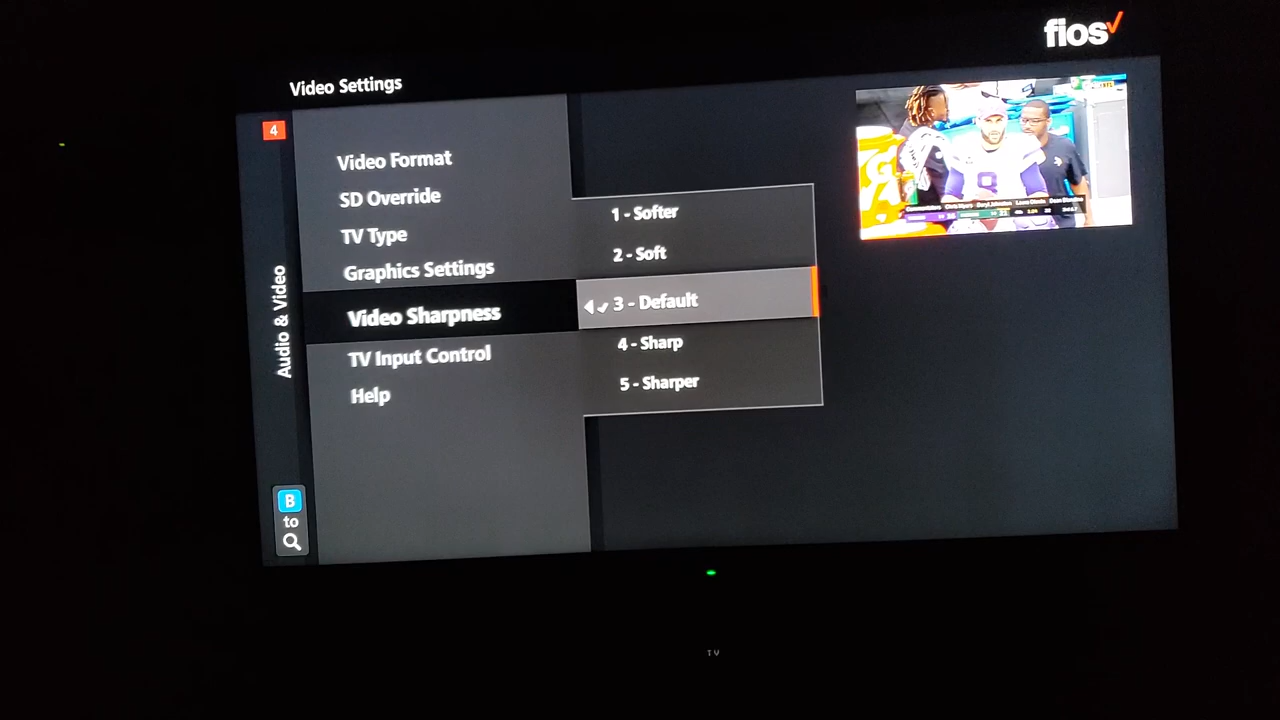 fios
Video Settings
4
Audio & Video
Video Format
SD Override
TV Type
Graphics Settings
Video Sharpness
TV Input Control
Help
1 - Softer
2 - Soft
3 - Default
4 - Sharp
5 - Sharper
B
to
8
TV